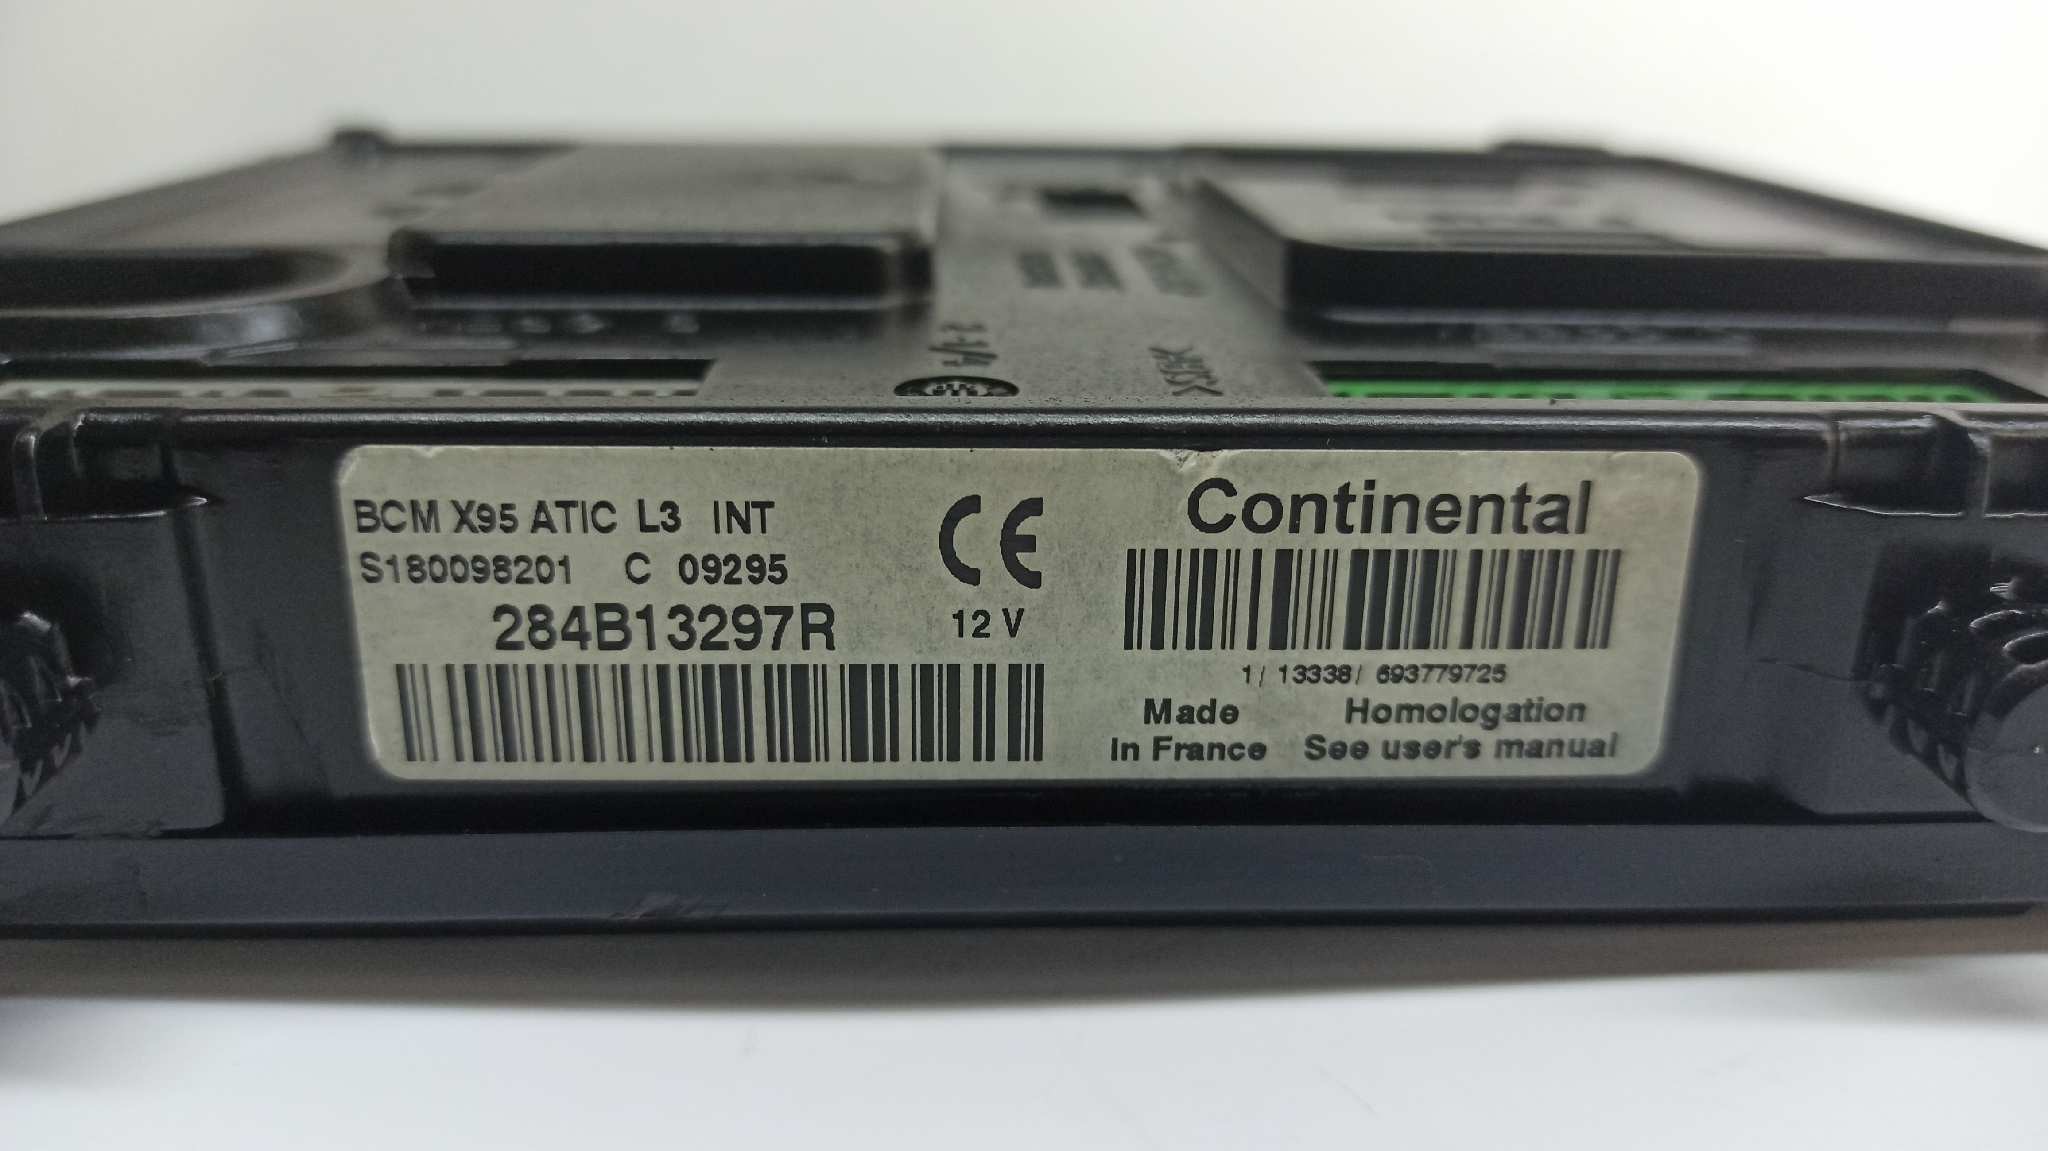 BCM X95 ATIC L3 INT
S180098201 C 09295
284B13297R
CE
12 V
Continental
1/ 13338/ 693779725
Made
in France
Homologation
See user's manual